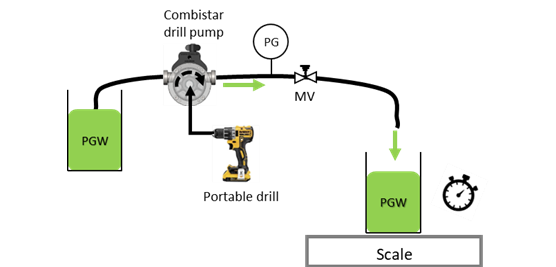 Combistar
drill pump
PG
MV
PGW
Portable drill
PGW
Scale